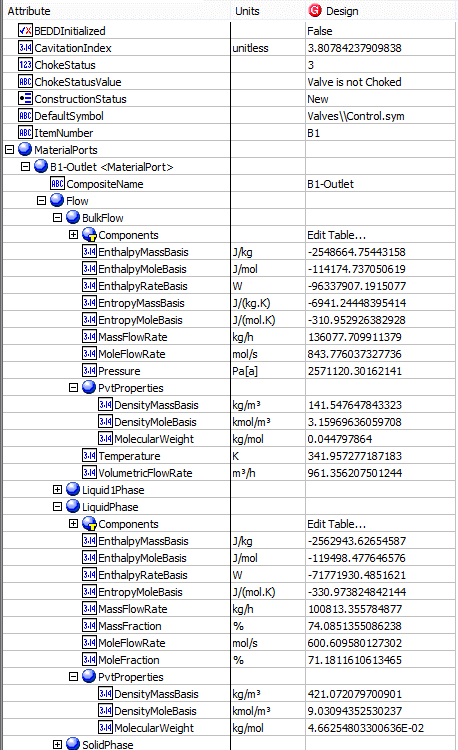 Attribute Units Design
BEDDInitialized False
CavitationIndex unitless 3.80784237909838
ChokeStatus 3
ChokeStatusValue Valve is not Choked
ConstructionStatus New
DefaultSymbol Valves\\Control.sym
ItemNumber B1
MaterialPorts
B1-Outlet <MaterialPort>
CompositeName B1-Outlet
Flow
BulkFlow
Components Edit Table...
EnthalpyMassBasis J/kg -2548664.75443158
EnthalpyMoleBasis J/mol -114174.737050619
EnthalpyRateBasis W -96337907.1915077
EntropyMassBasis J/(kg.K) -6941.24448395414
EntropyMoleBasis J/(mol.K) -310.952926382928
MassFlowRate kg/h 136077.709911379
MoleFlowRate mol/s 843.776037327736
Pressure Pa[a] 2571120.30162141
PvtProperties
DensityMassBasis kg/m³ 141.547647843323
DensityMoleBasis kmol/m³ 3.15969636059708
MolecularWeight kg/mol 0.044797864
Temperature K 341.957277187183
VolumetricFlowRate m³/h 961.356207501244
Liquid1Phase
LiquidPhase
Components Edit Table...
EnthalpyMassBasis J/kg -2562943.62654587
EnthalpyMoleBasis J/mol -119498.477646576
EnthalpyRateBasis W -71771930.4851621
EntropyMoleBasis J/(mol.K) -330.973824842144
MassFlowRate kg/h 100813.355784877
MassFraction % 74.0851355086238
MoleFlowRate mol/s 600.609580127302
MoleFraction % 71.1811610613465
PvtProperties
DensityMassBasis kg/m³ 421.072079700901
DensityMoleBasis kmol/m³ 9.03094352530237
MolecularWeight kg/mol 4.66254803300636E-02
SolidPhase